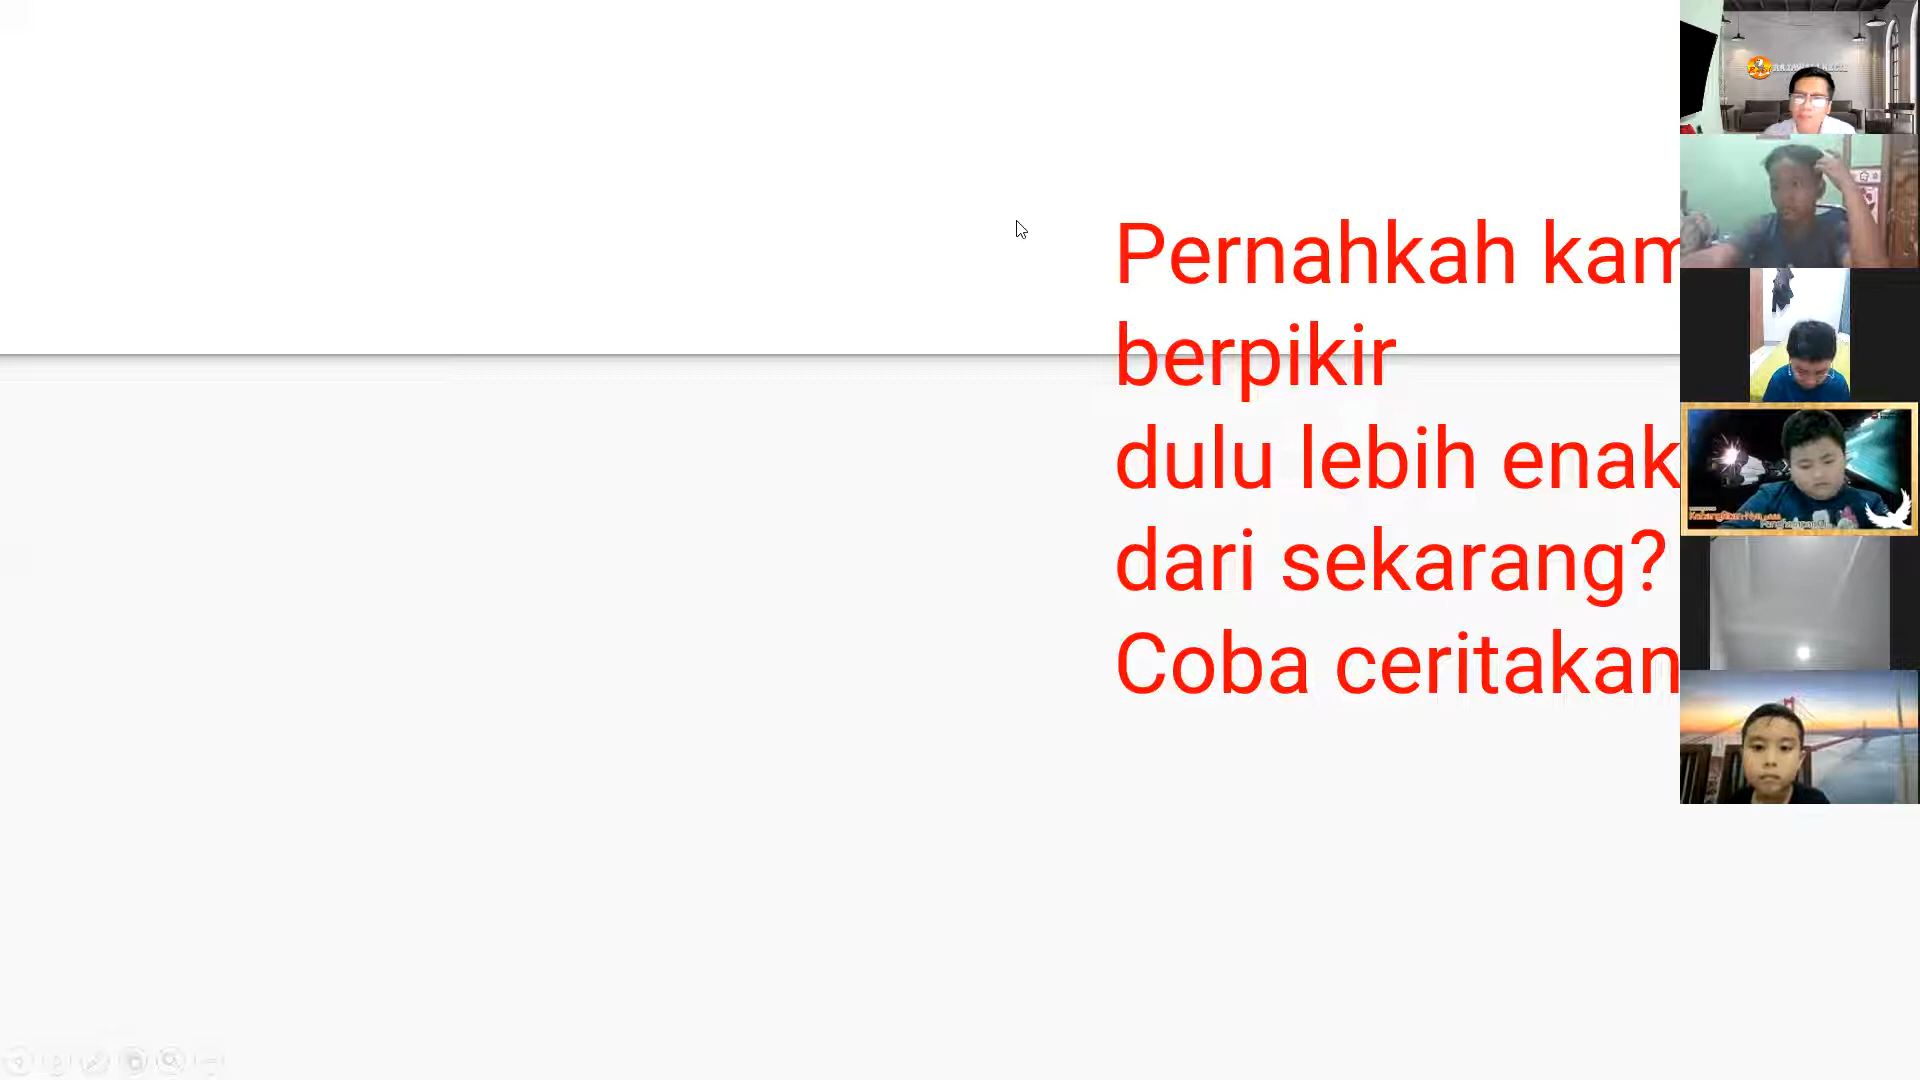 Pernahkah kam
berpikir
dulu lebih enak
dari sekarang?
Coba ceritakan